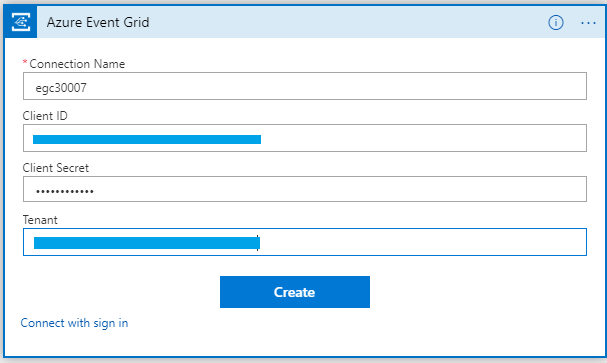 Azure Event Grid
*Connection Name
egc30007
Client ID
Client Secret
••••••••••••
Tenant
Create
Connect with sign in